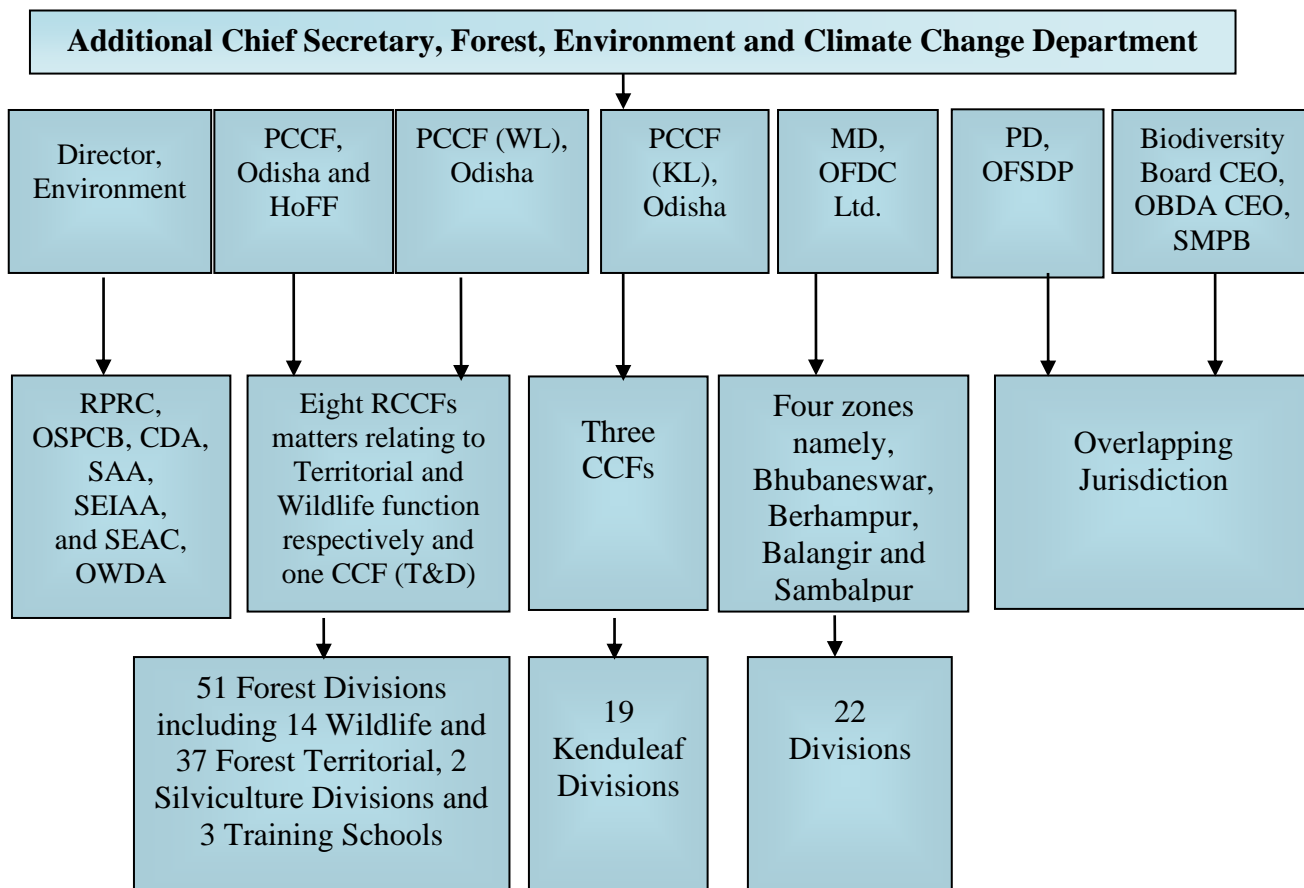 Additional Chief Secretary, Forest, Environment and Climate Change Department
Director,
Environment
PCCF,
Odisha and
HoFF
PCCF (WL),
Odisha
PCCF
(KL),
Odisha
MD,
OFDC
Ltd.
PD,
OFSDP
Biodiversity
Board CEO,
OBDA CEO,
SMPB
RPRC,
OSPCB, CDA,
SAA,
SEIAA,
and SEAC,
OWDA
Eight RCCFs
matters relating to
Territorial and
Wildlife function
respectively and
one CCF (T&D)
Three
CCFs
Four zones
namely,
Bhubaneswar,
Berhampur,
Balangir and
Sambalpur
Overlapping
Jurisdiction
51 Forest Divisions
including 14 Wildlife and
37 Forest Territorial, 2
Silviculture Divisions and
3 Training Schools
19
Kenduleaf
Divisions
22
Divisions